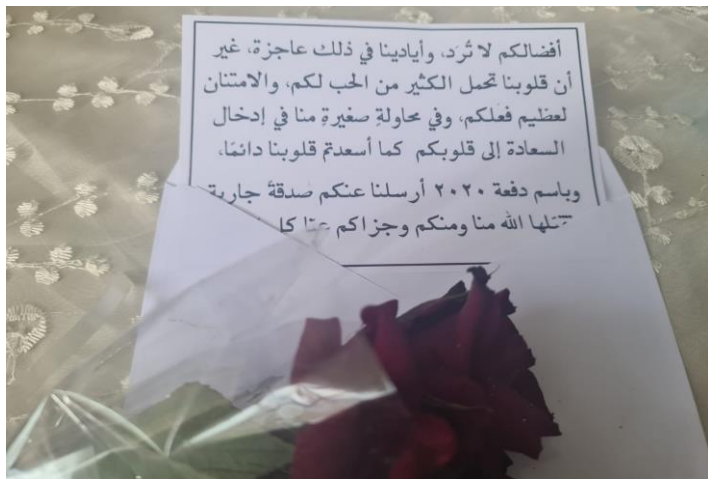 أفضالكم لا تُرَد، وأيادينا في ذلك عاجزة، غير
أن قلوبنا تحمل الكثير من الحب لكم، والامتنان
لعظيم فعلكم، وفي محاولةِ صغيرةِ منا في إدخال
السعادة إلى قلوبكم كما أسعدتم قلوبنا دائمًا،
وباسم دفعة ٢٠٢٠ أرسلنا عنكم صدقةً جارية
الله منا ومنكم وجزاكم عنّا